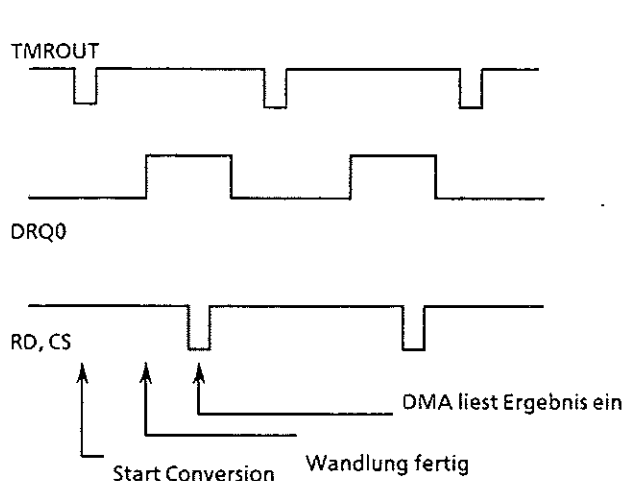 TMROUT
DRQ0
RD, CS
DMA liest Ergebnis ein
Wandlung fertig
Start Conversion